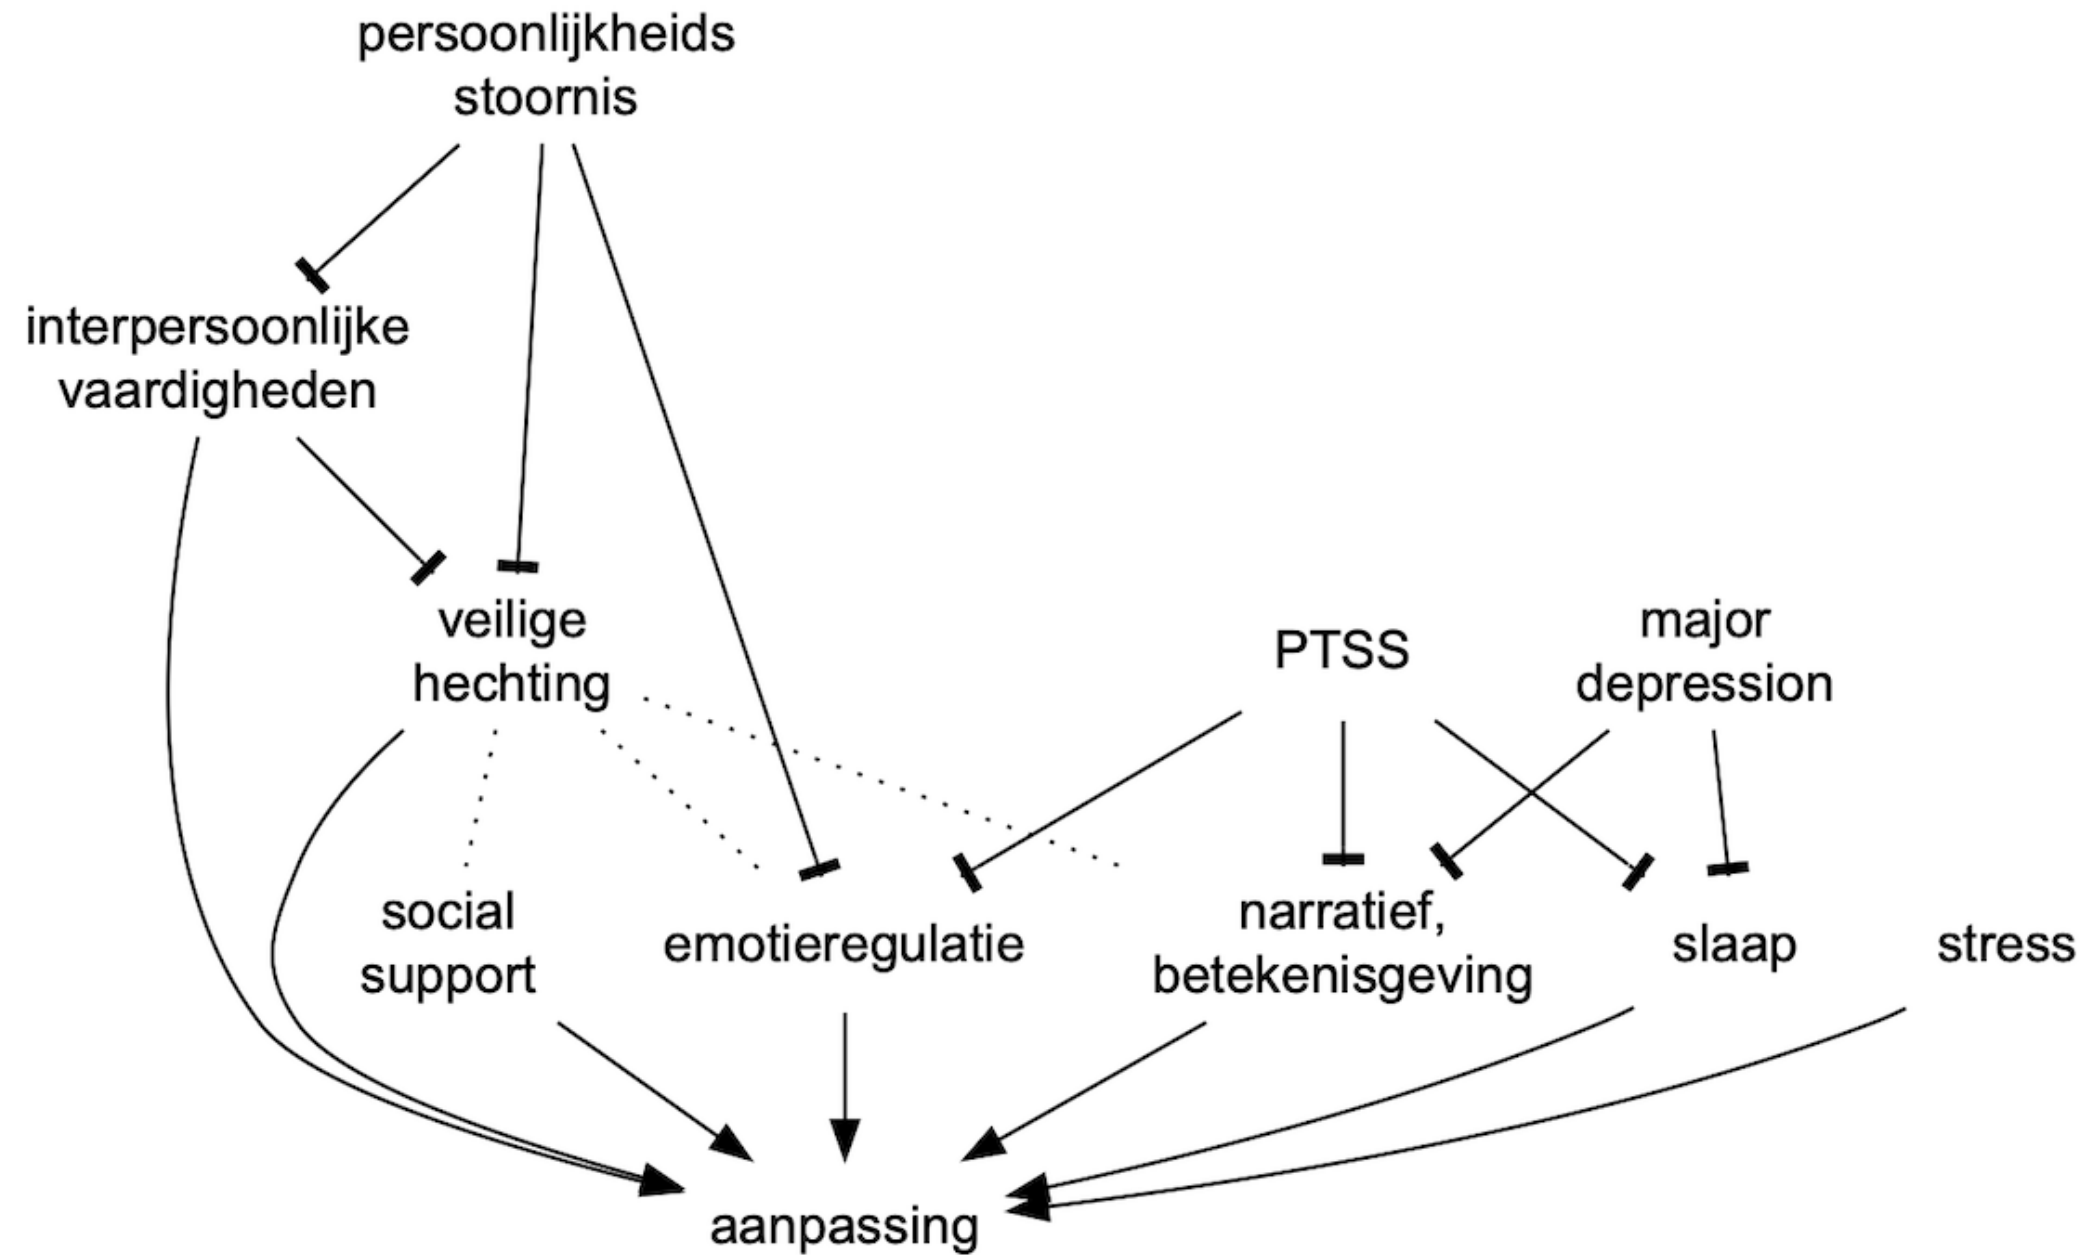 persoonlijkheids
stoornis
interpersoonlijke
vaardigheden
veilige
hechting
PTSS
major
depression
social
support
emotieregulatie
narratief,
betekenisgeving
slaap
stress
aanpassing